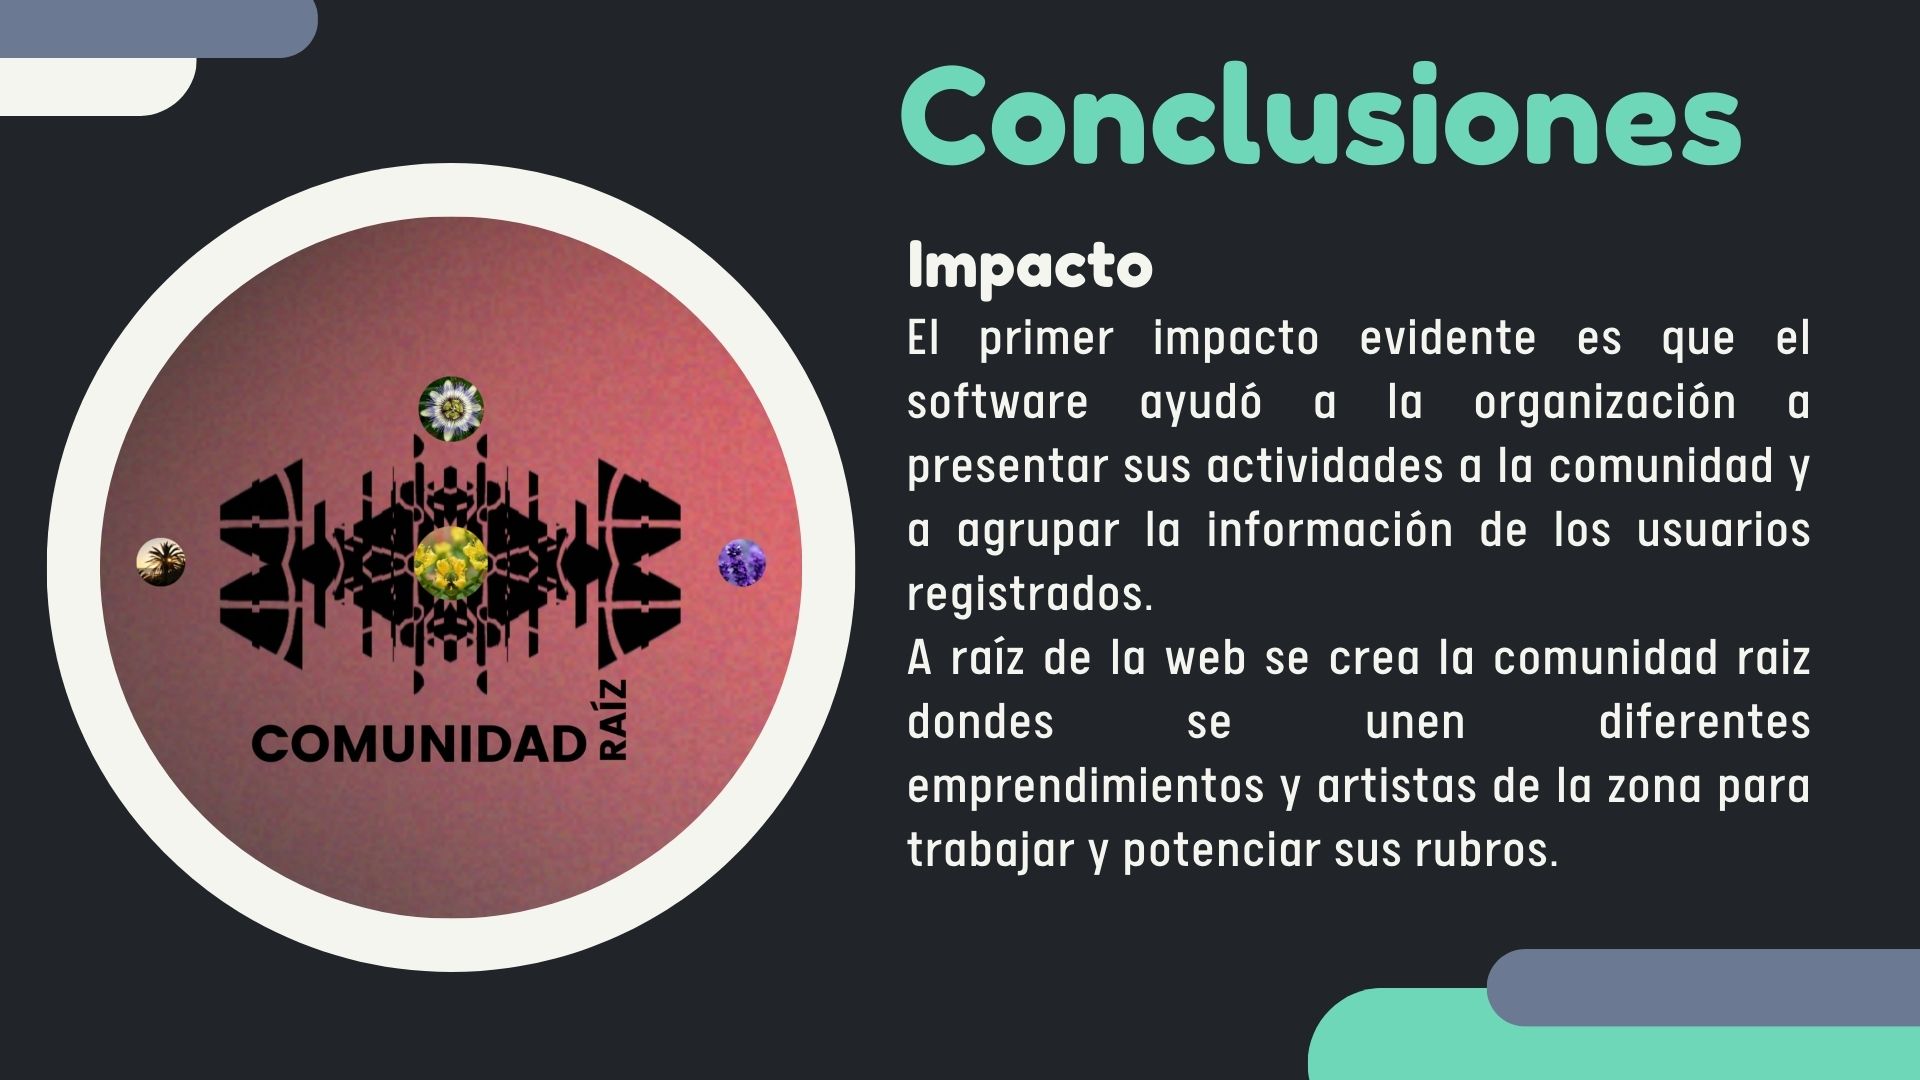 Conclusiones
Impacto
El primer impacto evidente es que el
software ayudó a la organización a
presentar sus actividades a la comunidad y
a agrupar la información de los usuarios
registrados.
A raíz de la web se crea la comunidad raiz
dondes se unen diferentes
emprendimientos y artistas de la zona para
trabajar y potenciar sus rubros.
COMUNIDAD
RAÍZ